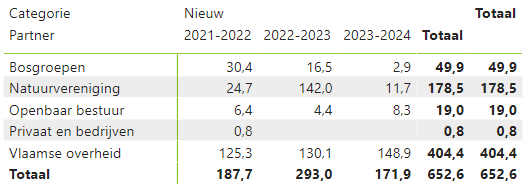 Categorie Nieuw Totaal
Partner 2021-2022 2022-2023 2023-2024 Totaal
Bosgroepen 30,4 16,5 2,9 49,9 49,9
Natuurvereniging 24,7 142,0 11,7 178,5 178,5
Openbaar bestuur 6,4 4,4 8,3 19,0 19,0
Privaat en bedrijven 0,8 0,8 0,8
Vlaamse overheid 125,3 130,1 148,9 404,4 404,4
Totaal 187,7 293,0 171,9 652,6 652,6